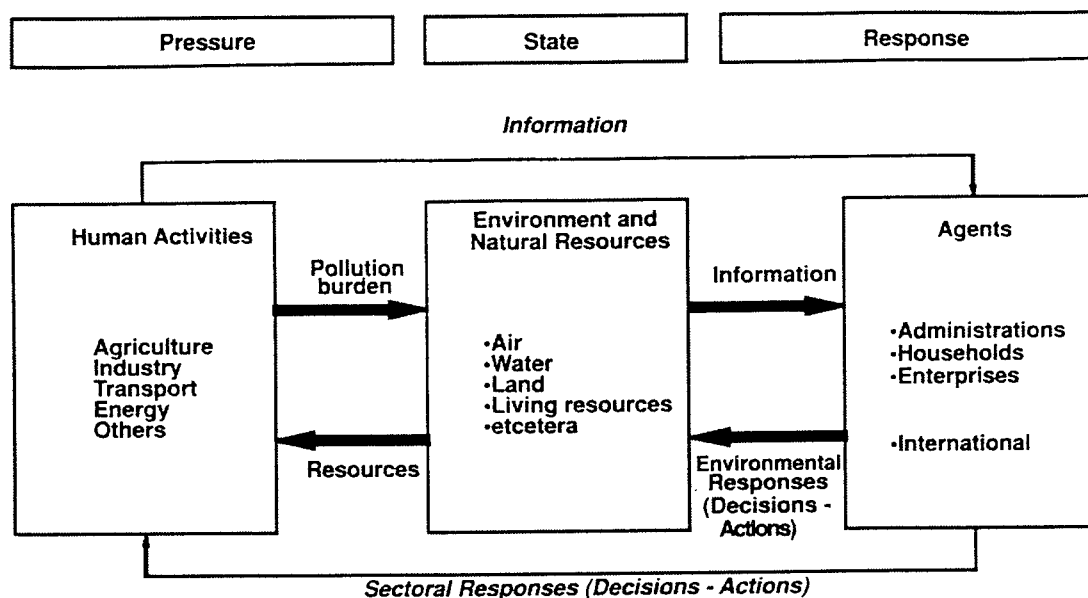 Pressure
State
Response
Information
Human Activities
Agriculture
Industry
Transport
Energy
Others
Pollution
burden
Resources
Environment and
Natural Resources
·Air
·Water
·Land
·Living resources
·etcetera
Information
Environmental
Responses
(Decisions -
Actions)
Agents
·Administrations
·Households
·Enterprises
·International
Sectoral Responses (Decisions - Actions)